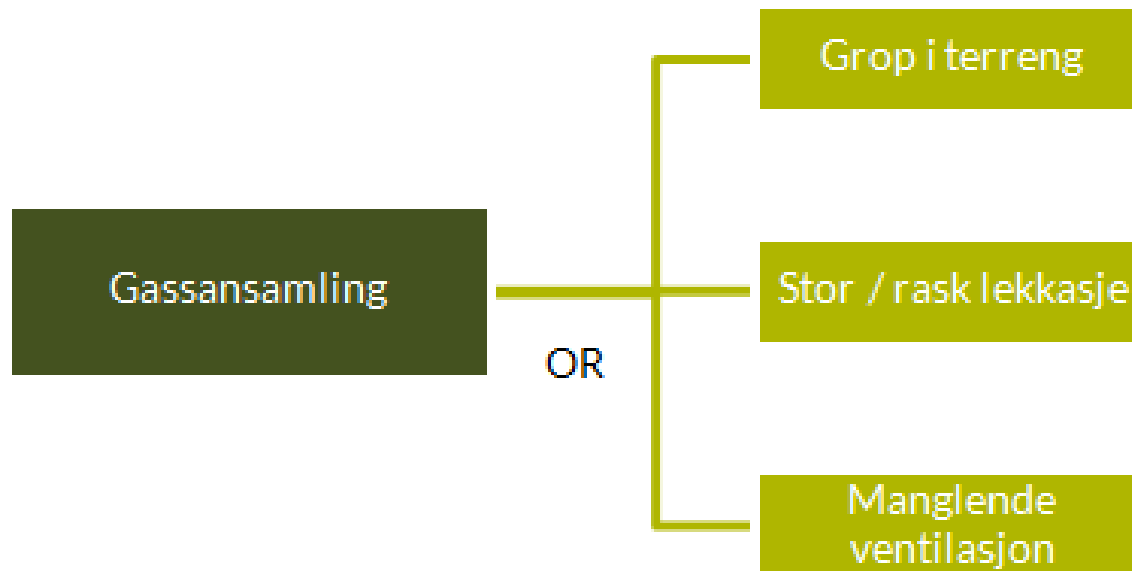 Grop i terreng
Gassansamling
Stor / rask lekkasje
OR
Manglende
ventilasjon